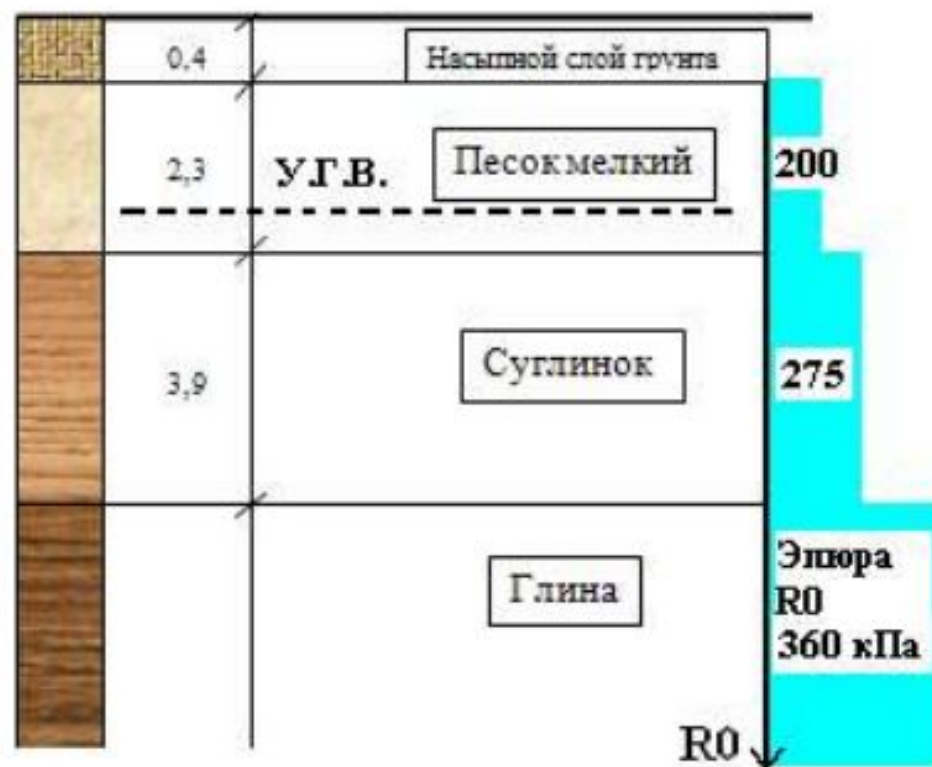 0,4
Насыпной слой грунта
2,3
У.Г.В.
Песок мелкий
200
3,9
Суглинок
275
Глина
Эпюра
R0
360 кПа
R0